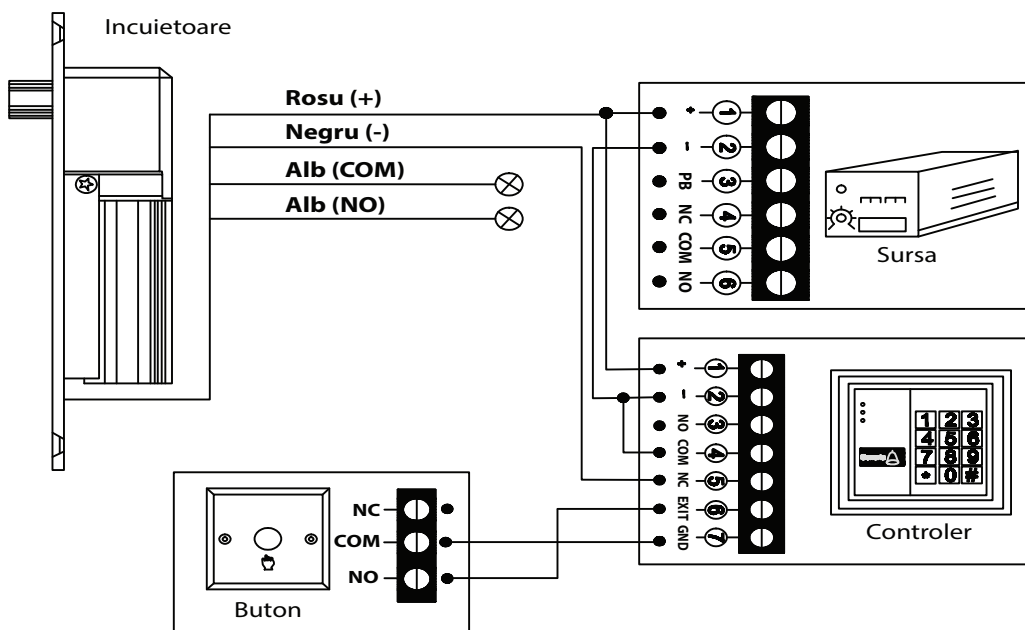 Incuietoare
Rosu (+)
Negru (-)
Alb (COM)
Alb (NO)
+ 1
- 2
PB 3
NC 4
COM 5
NO 6
Sursa
+ 1
- 2
NO 3
COM 4
NC 5
EXIT 6
GND 7
1 2 3
4 5 6
7 8 9
* 0 #
Controler
NC
COM
NO
Buton